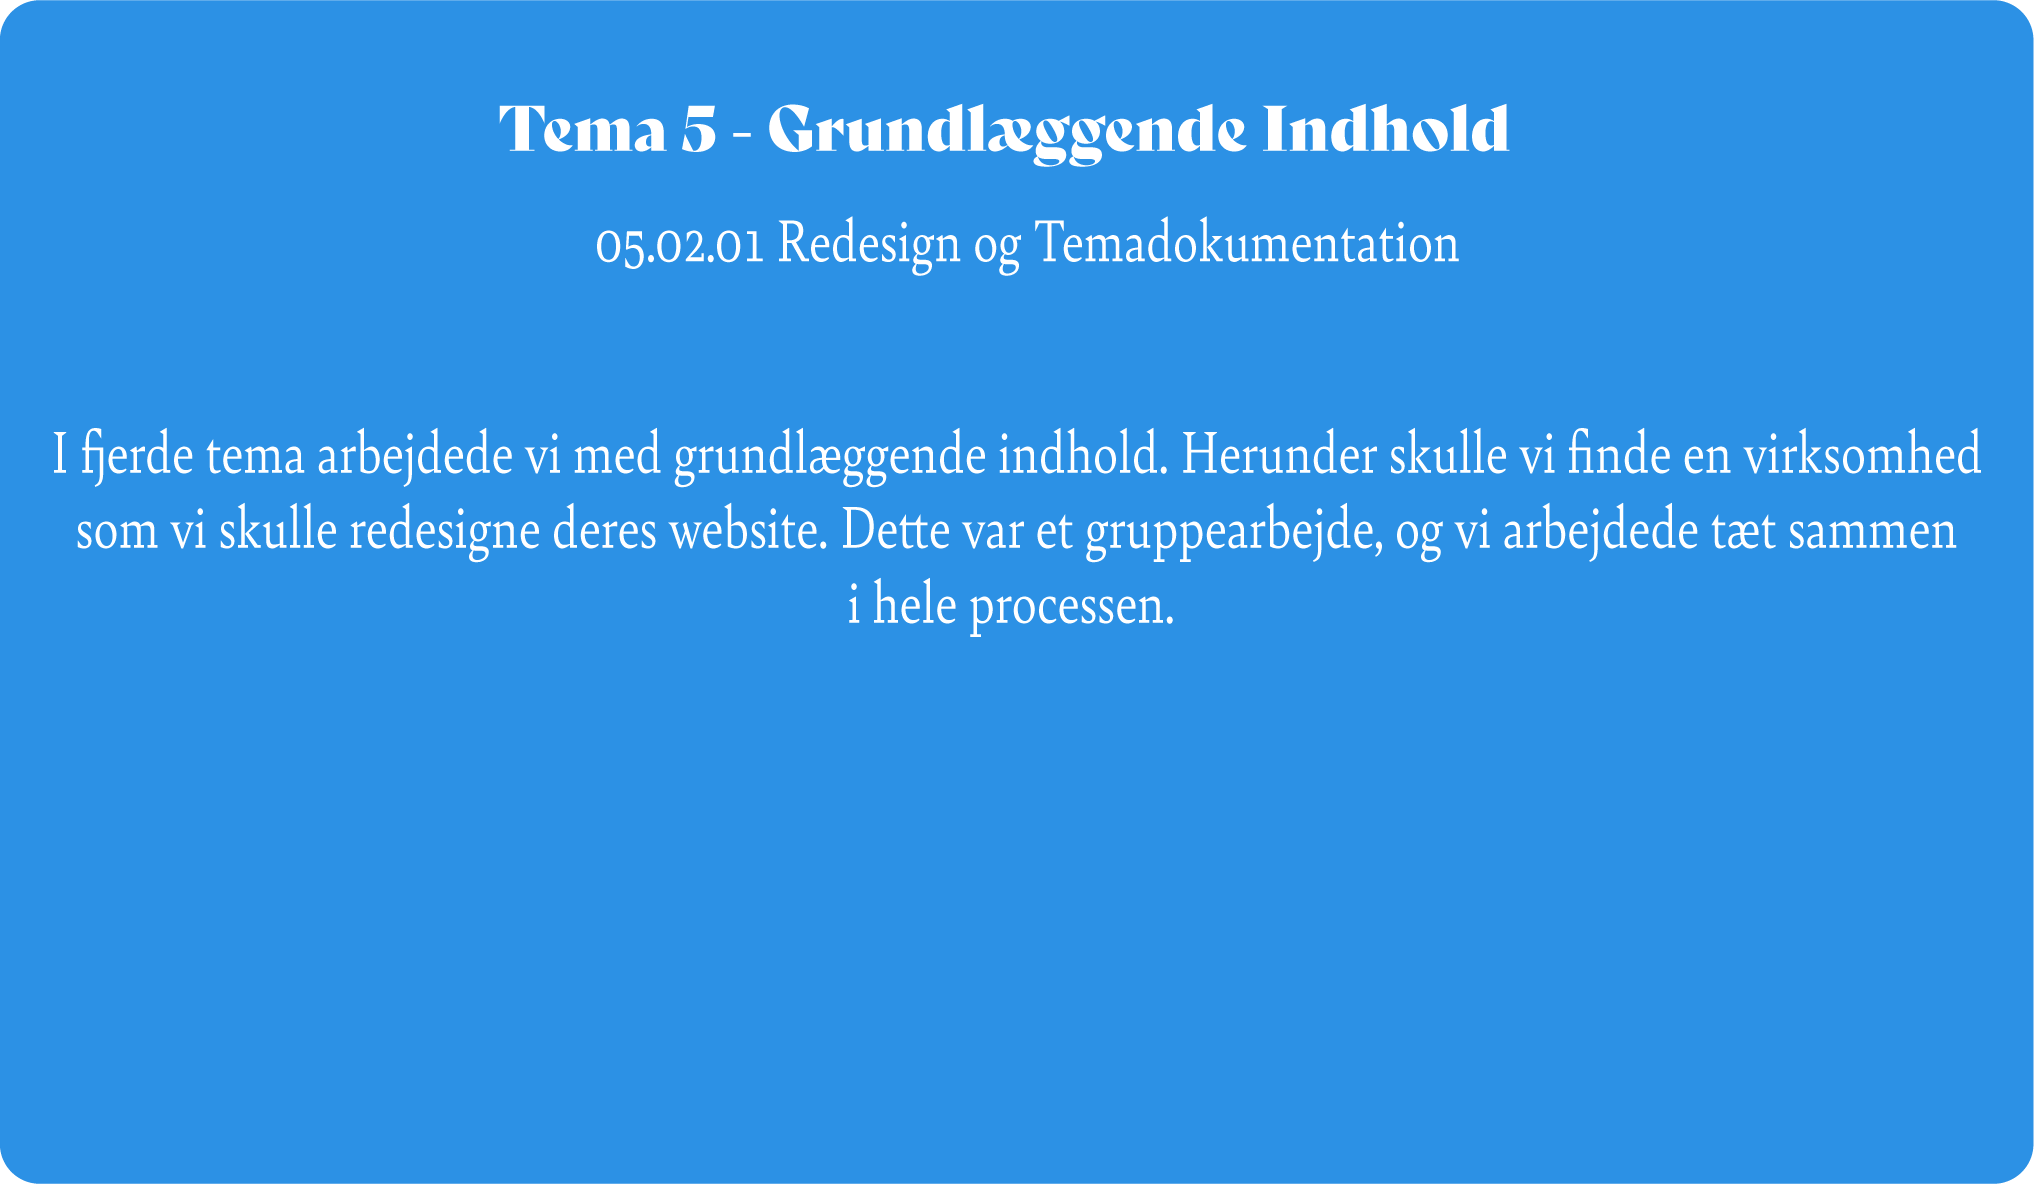 Tema 5 - Grundlæggende Indhold
05.02.01 Redesign og Temadokumentation
I fjerde tema arbejdede vi med grundlæggende indhold. Herunder skulle vi finde en virksomhed
som vi skulle redesigne deres website. Dette var et gruppearbejde, og vi arbejdede tæt sammen
i hele processen.